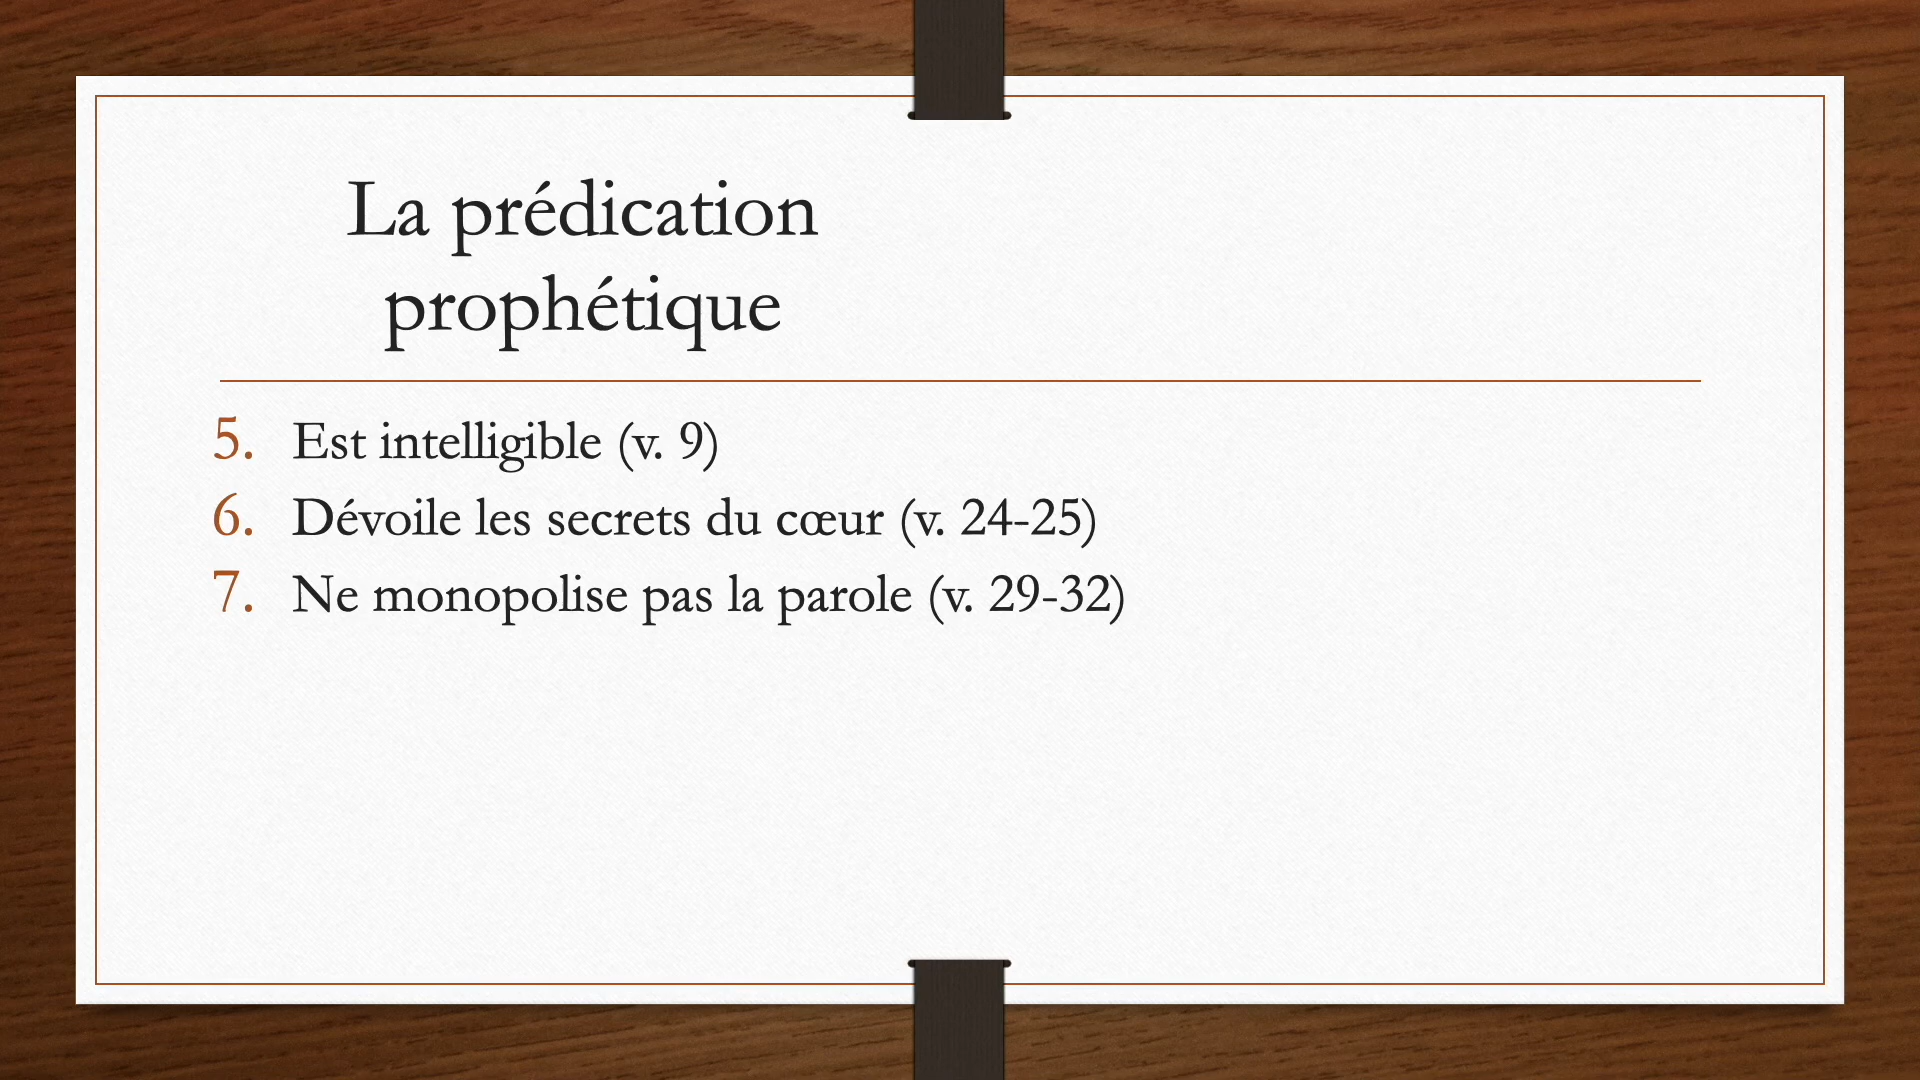 La prédication
prophétique
5. Est intelligible (v. 9)
6. Dévoile les secrets du cœur (v. 24-25)
7. Ne monopolise pas la parole (v. 29-32)